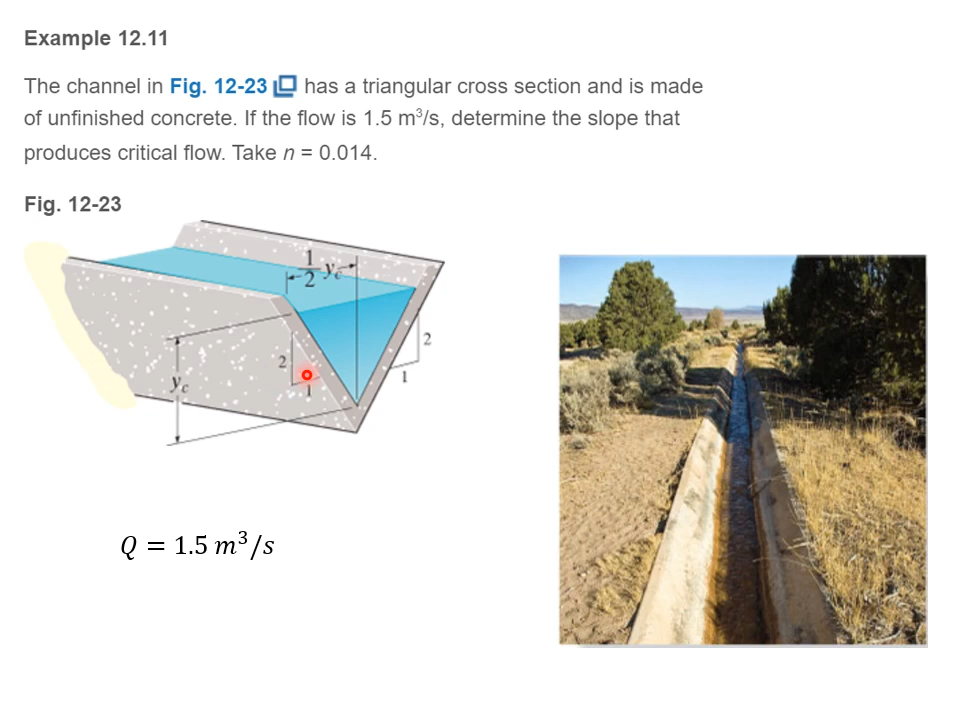 Example 12.11
The channel in Fig. 12-23 has a triangular cross section and is made
of unfinished concrete. If the flow is 1.5 m³/s, determine the slope that
produces critical flow. Take n = 0.014.
Fig. 12-23
1/2 y_c
2
1
2
1
y_c
Q = 1.5 m³/s